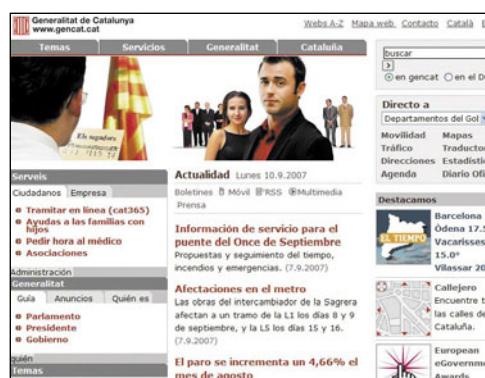 Generalitat de Catalunya
www.gencat.cat
Webs A-Z Mapa web Contacto Català
Temas Servicios Generalitat Cataluña
Els segadors
buscar
en gencat en el D
Directo a
Departamentos del Gol
Movilidad Mapas
Tráfico Traductor
Direcciones Estadísti
Agenda Diario Ofi
Serveis
Ciudadanos Empresa
Tramitar en línea (cat365)
Ayudas a las familias con
hijos
Pedir hora al médico
Asociaciones
Administración
Generalitat
Guía Anuncios Quién es
Parlamento
Presidente
Gobierno
quién
Temas
Actualidad Lunes 10.9.2007
Boletines Móvil RSS Multimedia
Prensa
Información de servicio para el
puente del Once de Septiembre
Propuestas y seguimiento del tiempo,
incendios y emergencias. (7.9.2007)
Afectaciones en el metro
Las obras del intercambiador de la Sagrera
afectan a un tramo de la L1 los días 8 y 9
de septiembre, y la L5 los días 15 y 16.
(7.9.2007)
El paro se incrementa un 4,66% el
mes de agosto
Destacamos
EL TIEMPO
Barcelona
Òdena 17.5
Vacarisses
15.0°
Vilassar 20
Callejero
Encuentre t
las calles de
Cataluña.
European
eGovernme
Awards